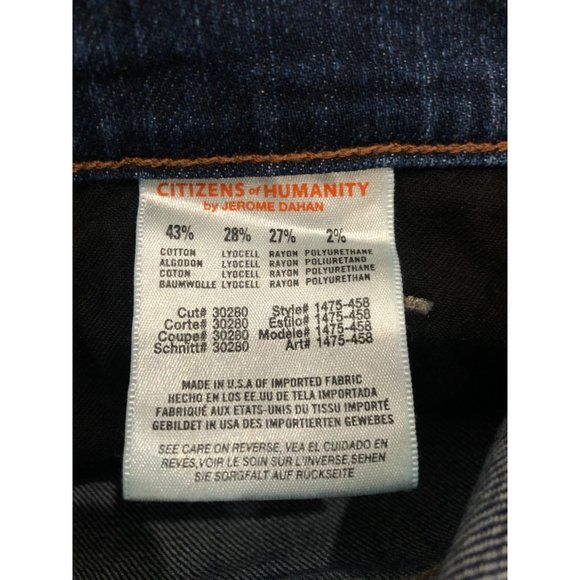 CITIZENS of HUMANITY
by JEROME DAHAN
43% 28% 27% 2%
COTTON LYOCELL RAYON POLYURETHANE
ALGODON LYOCELL RAYON POLIURETANO
COTON LYOCELL RAYON POLYURETHANE
BAUMWOLLE LYOCELL RAYON POLYURETHAN
Cut# 30280 Style# 1475-458
Corte# 30280 Estilo# 1475-458
Coupe# 30280 Modele# 1475-458
Schnitt# 30280 Art# 1475-458
MADE IN U.S.A OF IMPORTED FABRIC
HECHO EN LOS EE.UU DE TELA IMPORTADA
FABRIQUÉ AUX ETATS-UNIS DU TISSU IMPORTÉ
GEBILDET IN USA DES IMPORTIERTEN GEWEBES
SEE CARE ON REVERSE, VEA EL CUIDADO EN
REVÉS, VOIR LE SOIN SUR L'INVERSE, SEHEN
SIE SORGFALT AUF RÜCKSEITE